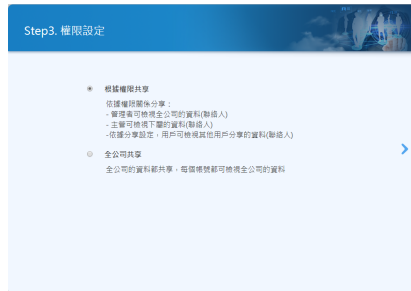 Step3. 權限設定
根據權限共享
依據權限關係分享：
- 管理者可檢視全公司的資料(聯絡人)
- 主管可檢視下屬的資料(聯絡人)
-依據分享設定，用戶可檢視其他用戶分享的資料(聯絡人)
全公司共享
全公司的資料都共享，每個帳號都可檢視全公司的資料